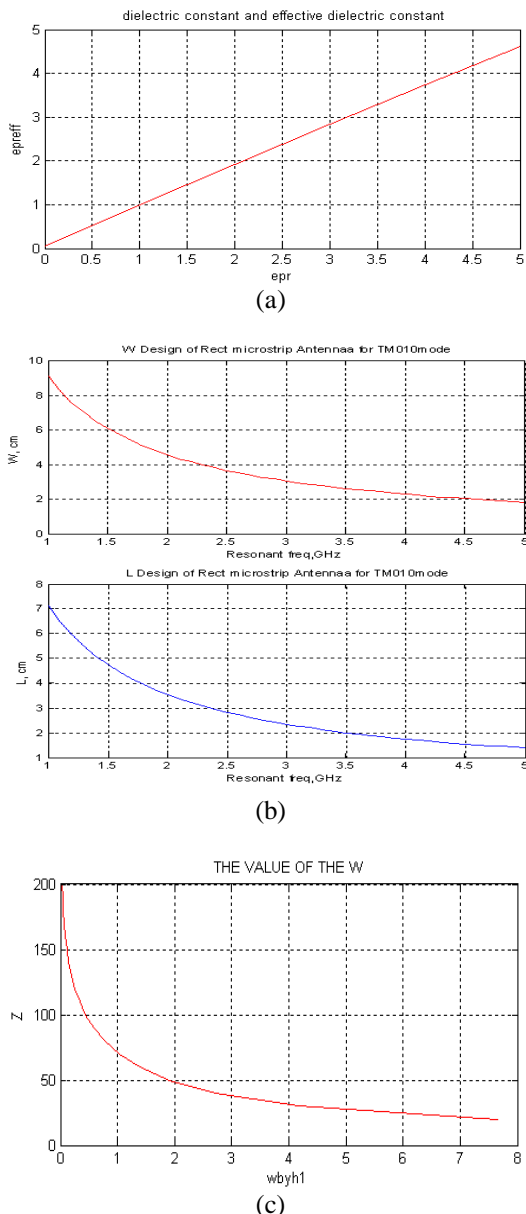 dielectric constant and effective dielectric constant
5
4
3
2
1
0
epreff
0 0.5 1 1.5 2 2.5 3 3.5 4 4.5 5
epr
(a)
W Design of Rect microstrip Antennaa for TM010mode
10
8
6
4
2
0
W, cm
1 1.5 2 2.5 3 3.5 4 4.5 5
Resonant freq,GHz
L Design of Rect microstrip Antennaa for TM010mode
8
7
6
5
4
3
2
1
L, cm
1 1.5 2 2.5 3 3.5 4 4.5 5
Resonant freq,GHz
(b)
THE VALUE OF THE W
200
150
100
50
0
Z
0 1 2 3 4 5 6 7 8
wbyh1
(c)